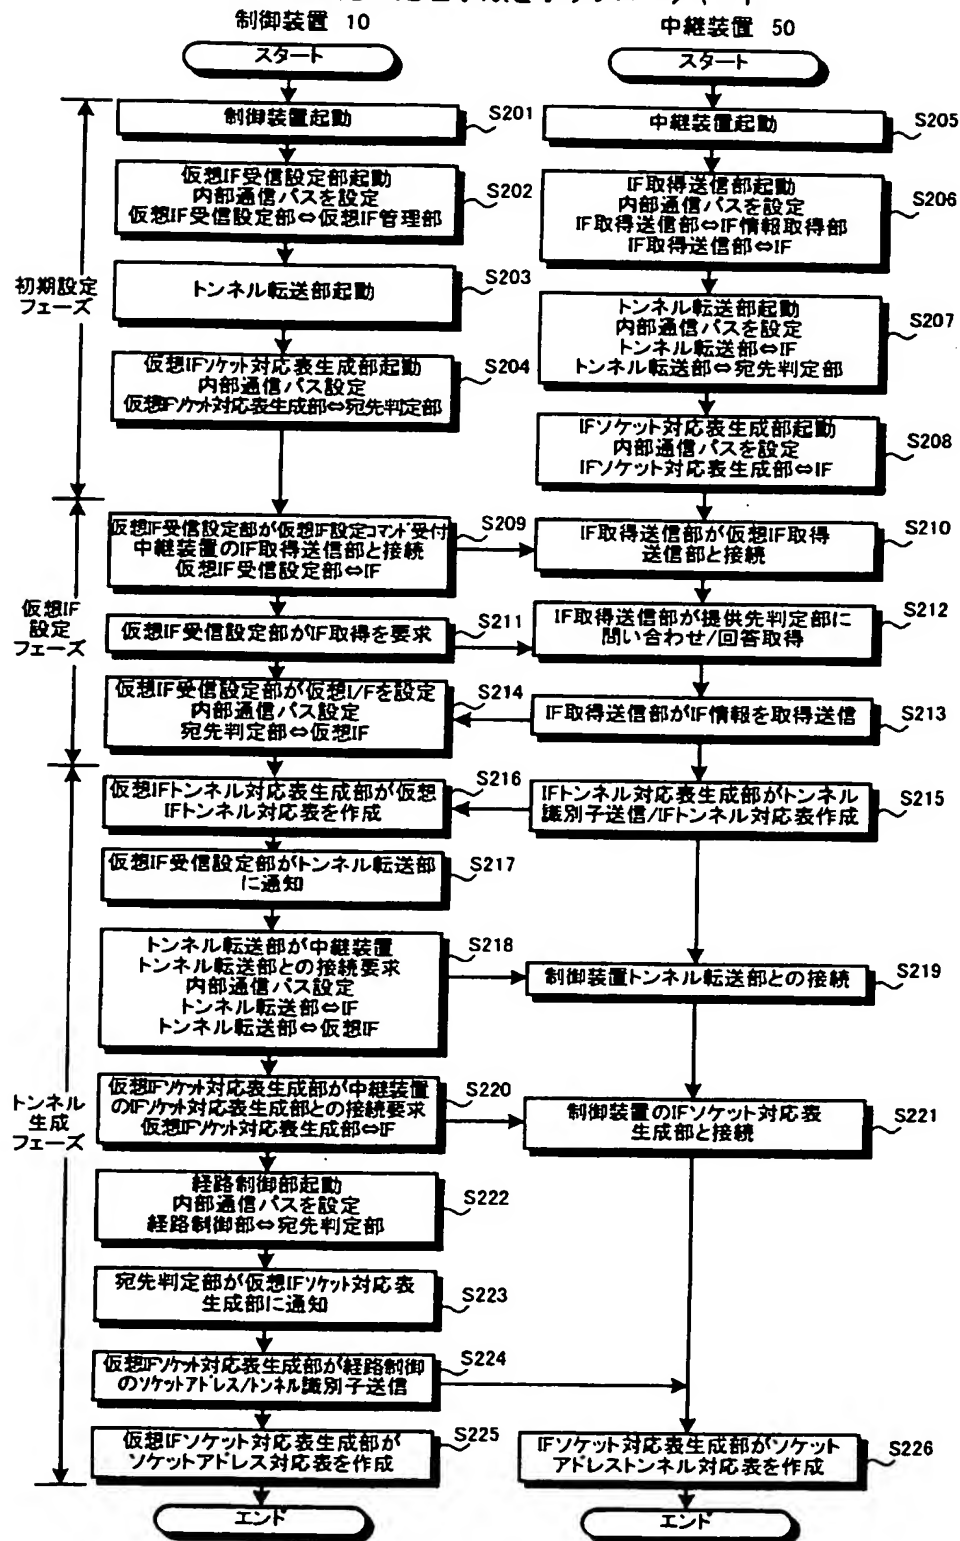 制御装置 10
スタート
制御装置起動
S201
仮想IF受信設定部起動
内部通信パスを設定
仮想IF受信設定部⇔仮想IF管理部
S202
トンネル転送部起動
S203
仮想IFソケット対応表生成部起動
内部通信パス設定
仮想IFソケット対応表生成部⇔宛先判定部
S204
中継装置 50
スタート
中継装置起動
S205
IF取得送信部起動
内部通信パスを設定
IF取得送信部⇔IF情報取得部
IF取得送信部⇔IF
S206
トンネル転送部起動
内部通信パスを設定
トンネル転送部⇔IF
トンネル転送部⇔宛先判定部
S207
IFソケット対応表生成部起動
内部通信パスを設定
IFソケット対応表生成部⇔IF
S208
初期設定
フェーズ
仮想IF受信設定部が仮想IF設定コマンド受付
中継装置のIF取得送信部と接続
仮想IF受信設定部⇔IF
S209
IF取得送信部が仮想IF取得
送信部と接続
S210
仮想IF
設定
フェーズ
仮想IF受信設定部がIF取得を要求
S211
IF取得送信部が提供先判定部に
問い合わせ/回答取得
S212
仮想IF受信設定部が仮想I/Fを設定
内部通信パス設定
宛先判定部⇔仮想IF
S214
IF取得送信部がIF情報を取得送信
S213
仮想IFトンネル対応表生成部が仮想
IFトンネル対応表を作成
S216
IFトンネル対応表生成部がトンネル
識別子送信/IFトンネル対応表作成
S215
仮想IF受信設定部がトンネル転送部
に通知
S217
トンネル転送部が中継装置
トンネル転送部との接続要求
内部通信パス設定
トンネル転送部⇔IF
トンネル転送部⇔仮想IF
S218
制御装置トンネル転送部との接続
S219
トンネル
生成
フェーズ
仮想IFソケット対応表生成部が中継装置
のIFソケット対応表生成部との接続要求
仮想IFソケット対応表生成部⇔IF
S220
制御装置のIFソケット対応表
生成部と接続
S221
経路制御部起動
内部通信パスを設定
経路制御部⇔宛先判定部
S222
宛先判定部が仮想IFソケット対応表
生成部に通知
S223
仮想IFソケット対応表生成部が経路制御
のソケットアドレス/トンネル識別子送信
S224
仮想IFソケット対応表生成部が
ソケットアドレス対応表を作成
S225
IFソケット対応表生成部がソケット
アドレストンネル対応表を作成
S226
エンド
エンド